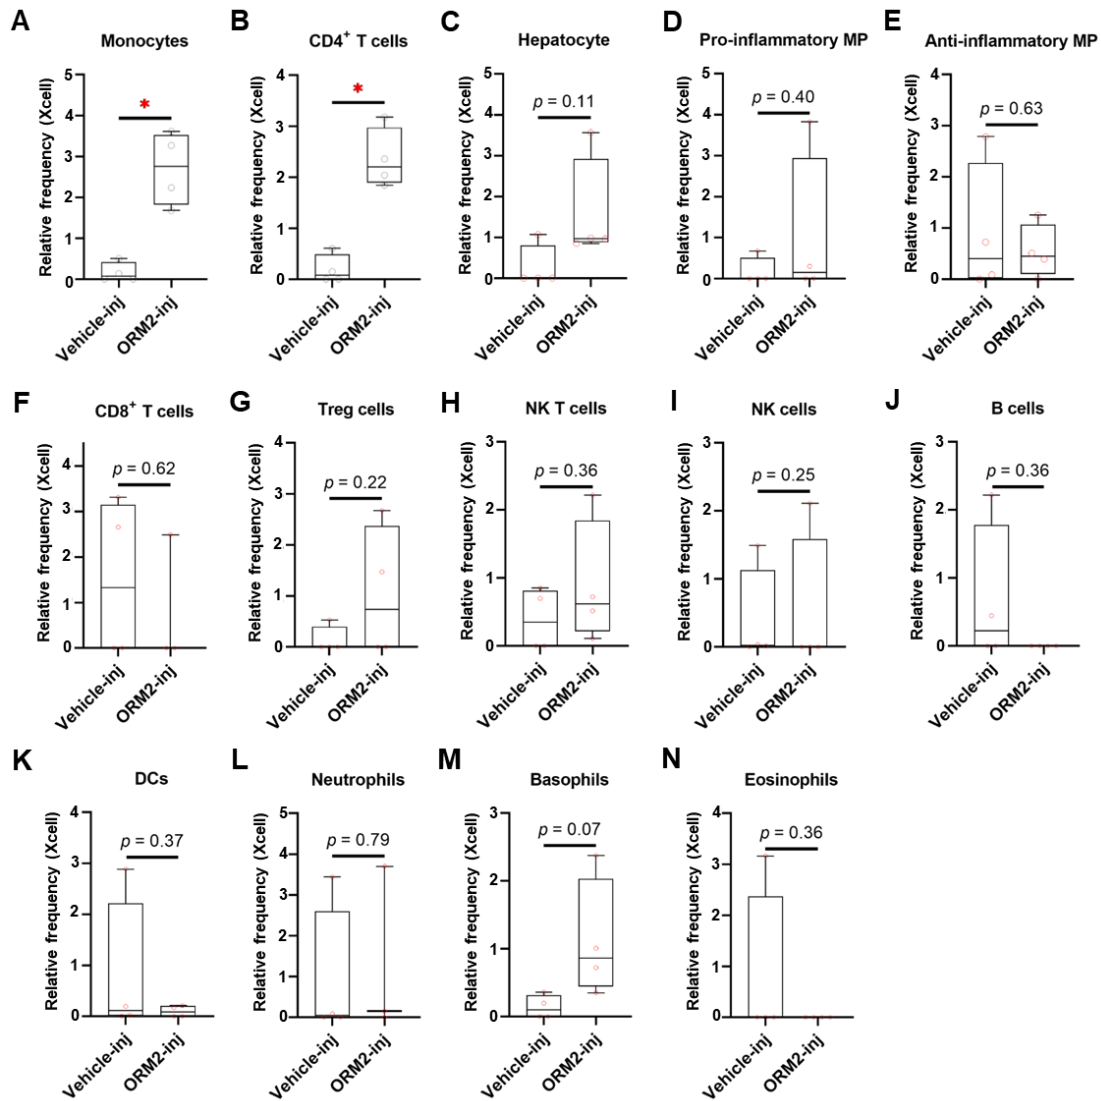 A
Monocytes
Relative frequency (Xcell)
5
4
3
2
1
0
*
Vehicle-inj
ORM2-inj
B
CD4+ T cells
Relative frequency (Xcell)
4
3
2
1
0
*
Vehicle-inj
ORM2-inj
C
Hepatocyte
Relative frequency (Xcell)
5
4
3
2
1
0
p = 0.11
Vehicle-inj
ORM2-inj
D
Pro-inflammatory MP
Relative frequency (Xcell)
5
4
3
2
1
0
p = 0.40
Vehicle-inj
ORM2-inj
E
Anti-inflammatory MP
Relative frequency (Xcell)
4
3
2
1
0
p = 0.63
Vehicle-inj
ORM2-inj
F
CD8+ T cells
Relative frequency (Xcell)
4
3
2
1
0
p = 0.62
Vehicle-inj
ORM2-inj
G
Treg cells
Relative frequency (Xcell)
4
3
2
1
0
p = 0.22
Vehicle-inj
ORM2-inj
H
NK T cells
Relative frequency (Xcell)
3
2
1
0
p = 0.36
Vehicle-inj
ORM2-inj
I
NK cells
Relative frequency (Xcell)
3
2
1
0
p = 0.25
Vehicle-inj
ORM2-inj
J
B cells
Relative frequency (Xcell)
3
2
1
0
p = 0.36
Vehicle-inj
ORM2-inj
K
DCs
Relative frequency (Xcell)
4
3
2
1
0
p = 0.37
Vehicle-inj
ORM2-inj
L
Neutrophils
Relative frequency (Xcell)
5
4
3
2
1
0
p = 0.79
Vehicle-inj
ORM2-inj
M
Basophils
Relative frequency (Xcell)
3
2
1
0
p = 0.07
Vehicle-inj
ORM2-inj
N
Eosinophils
Relative frequency (Xcell)
4
3
2
1
0
p = 0.36
Vehicle-inj
ORM2-inj